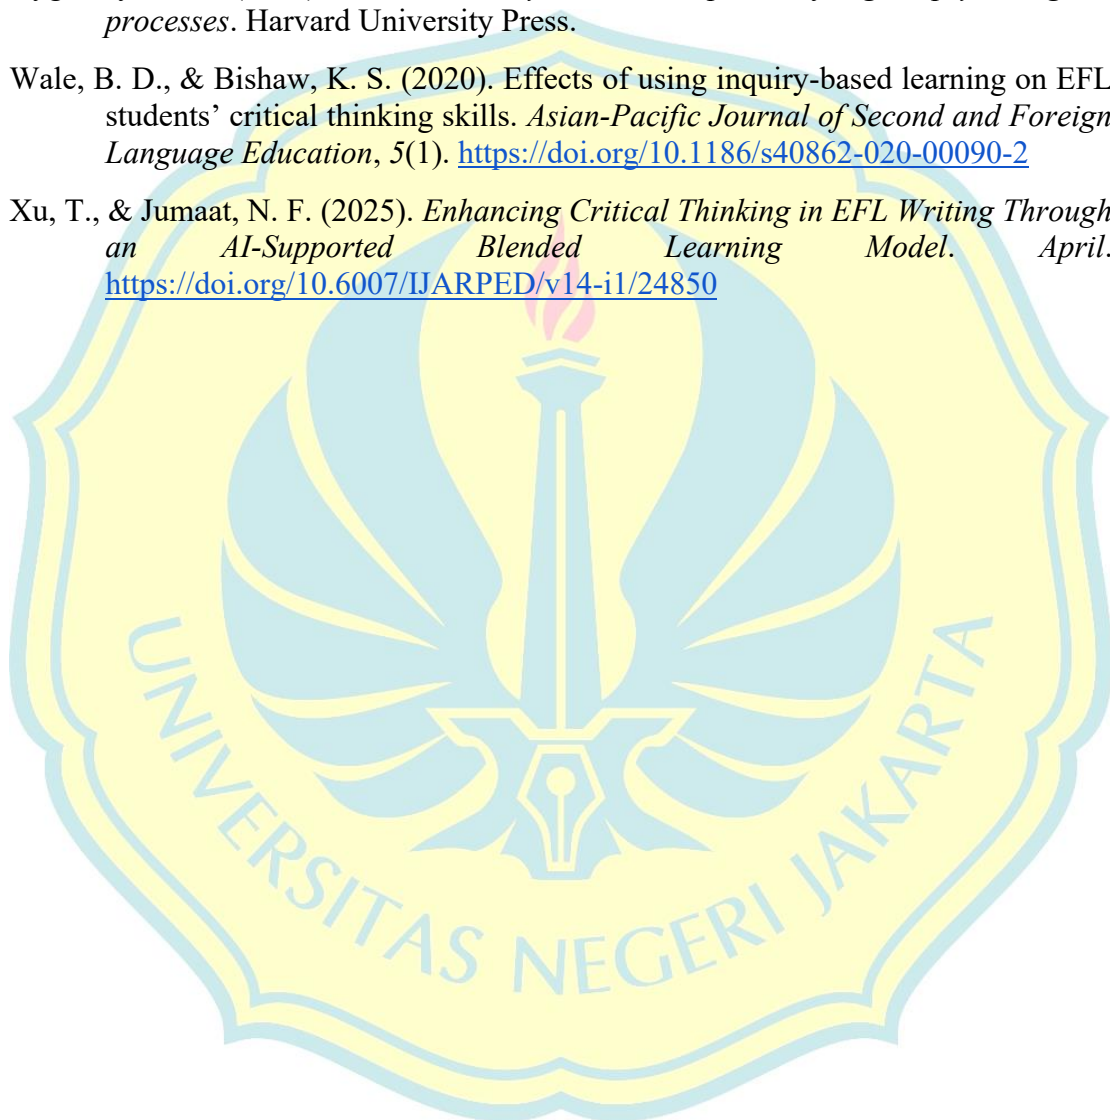 processes. Harvard University Press.
Wale, B. D., & Bishaw, K. S. (2020). Effects of using inquiry-based learning on EFL
students’ critical thinking skills. Asian-Pacific Journal of Second and Foreign
Language Education, 5(1). https://doi.org/10.1186/s40862-020-00090-2
Xu, T., & Jumaat, N. F. (2025). Enhancing Critical Thinking in EFL Writing Through
an AI-Supported Blended Learning Model. April.
https://doi.org/10.6007/IJARPED/v14-i1/24850
UNIVERSITAS NEGERI JAKARTA